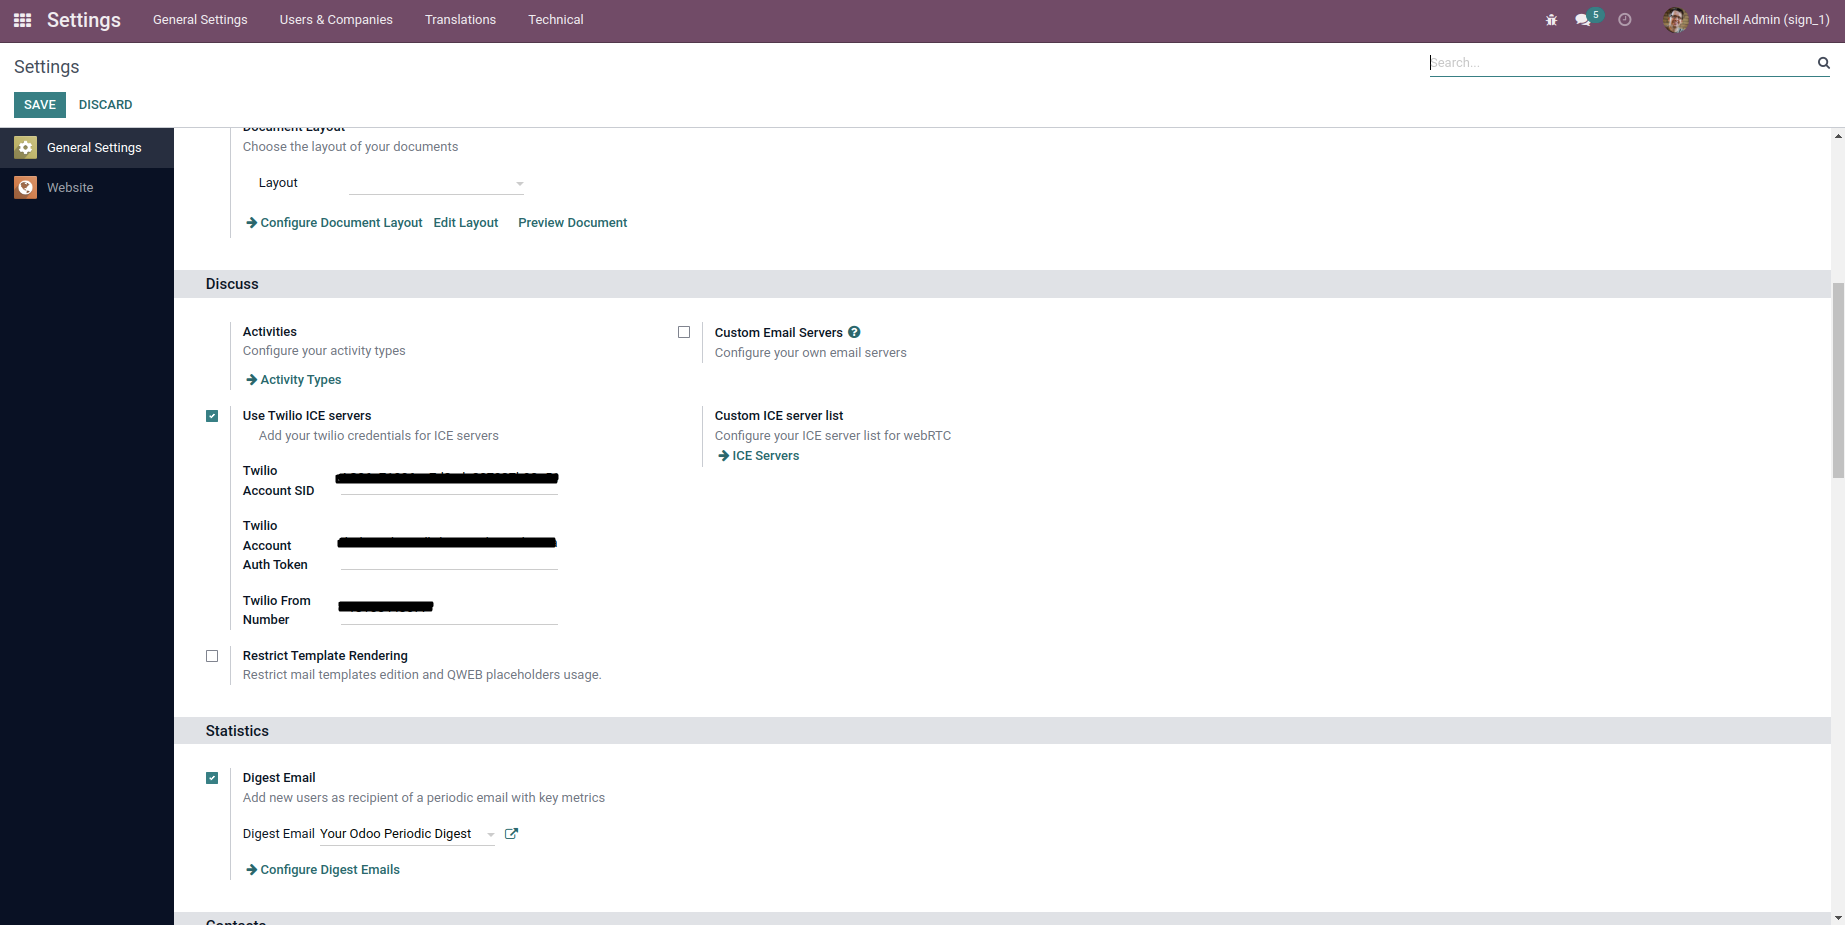 Settings
General Settings
Users & Companies
Translations
Technical
5
Mitchell Admin (sign_1)
Settings
Search...
SAVE
DISCARD
General Settings
Website
Document Layout
Choose the layout of your documents
Layout
Configure Document Layout
Edit Layout
Preview Document
Discuss
Activities
Configure your activity types
Activity Types
Custom Email Servers
Configure your own email servers
Use Twilio ICE servers
Add your twilio credentials for ICE servers
Twilio
Account SID
Twilio
Account
Auth Token
Twilio From
Number
Custom ICE server list
Configure your ICE server list for webRTC
ICE Servers
Restrict Template Rendering
Restrict mail templates edition and QWEB placeholders usage.
Statistics
Digest Email
Add new users as recipient of a periodic email with key metrics
Digest Email Your Odoo Periodic Digest
Configure Digest Emails
Contacts